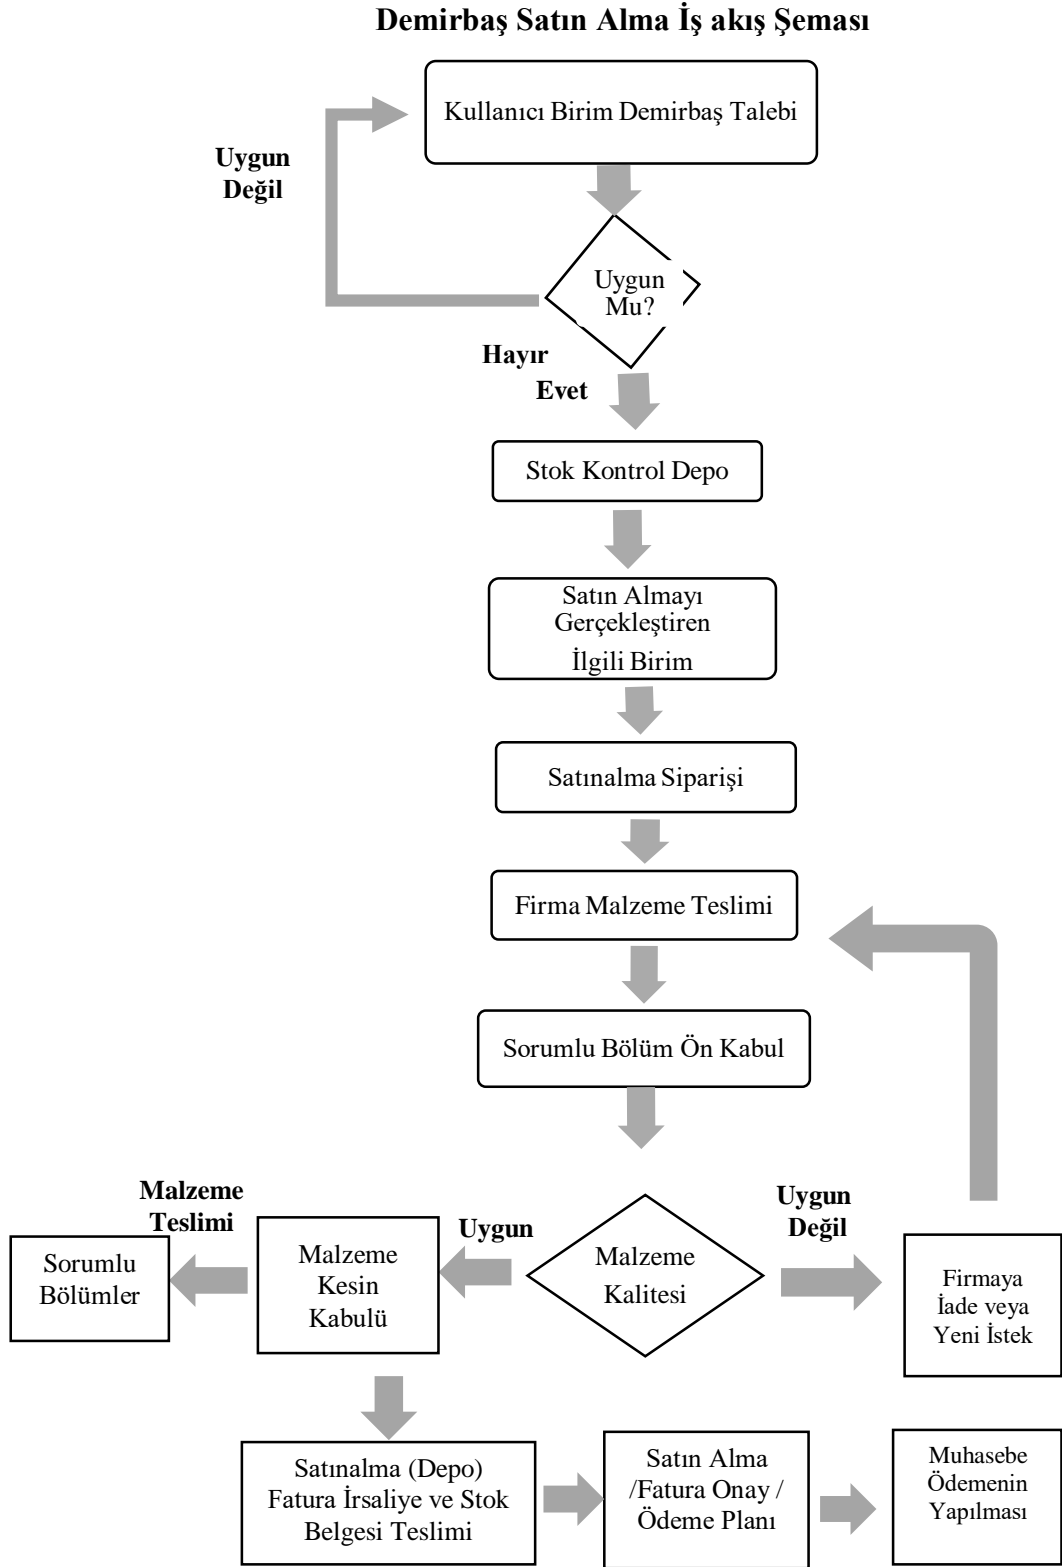 Demirbaş Satın Alma İş akış Şeması
Kullanıcı Birim Demirbaş Talebi
Uygun
Değil
Uygun
Mu?
Hayır
Evet
Stok Kontrol Depo
Satın Almayı
Gerçekleştiren
İlgili Birim
Satınalma Siparişi
Firma Malzeme Teslimi
Sorumlu Bölüm Ön Kabul
Malzeme
Teslimi
Sorumlu
Bölümler
Malzeme
Kesin
Kabulü
Uygun
Malzeme
Kalitesi
Uygun
Değil
Firmaya
İade veya
Yeni İstek
Satınalma (Depo)
Fatura İrsaliye ve Stok
Belgesi Teslimi
Satın Alma
/Fatura Onay /
Ödeme Planı
Muhasebe
Ödemenin
Yapılması